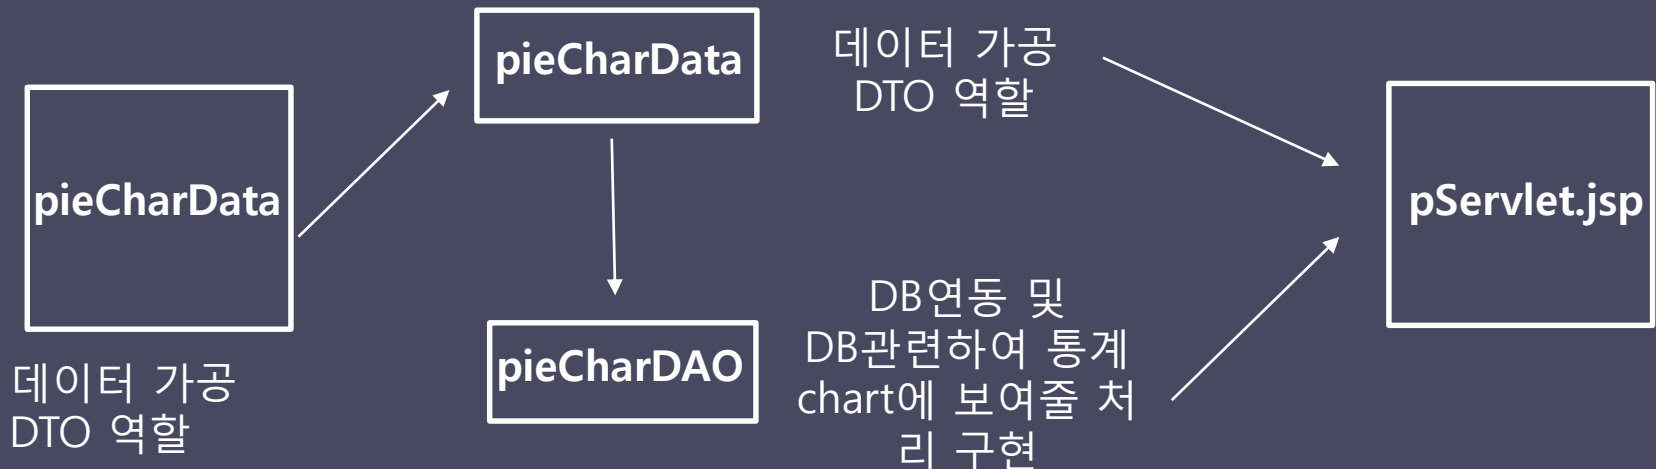 pieCharData
데이터 가공
DTO 역할
pieCharData
pieCharDAO
데이터 가공
DTO 역할
DB연동 및
DB관련하여 통계
chart에 보여줄 처
리 구현
pServlet.jsp